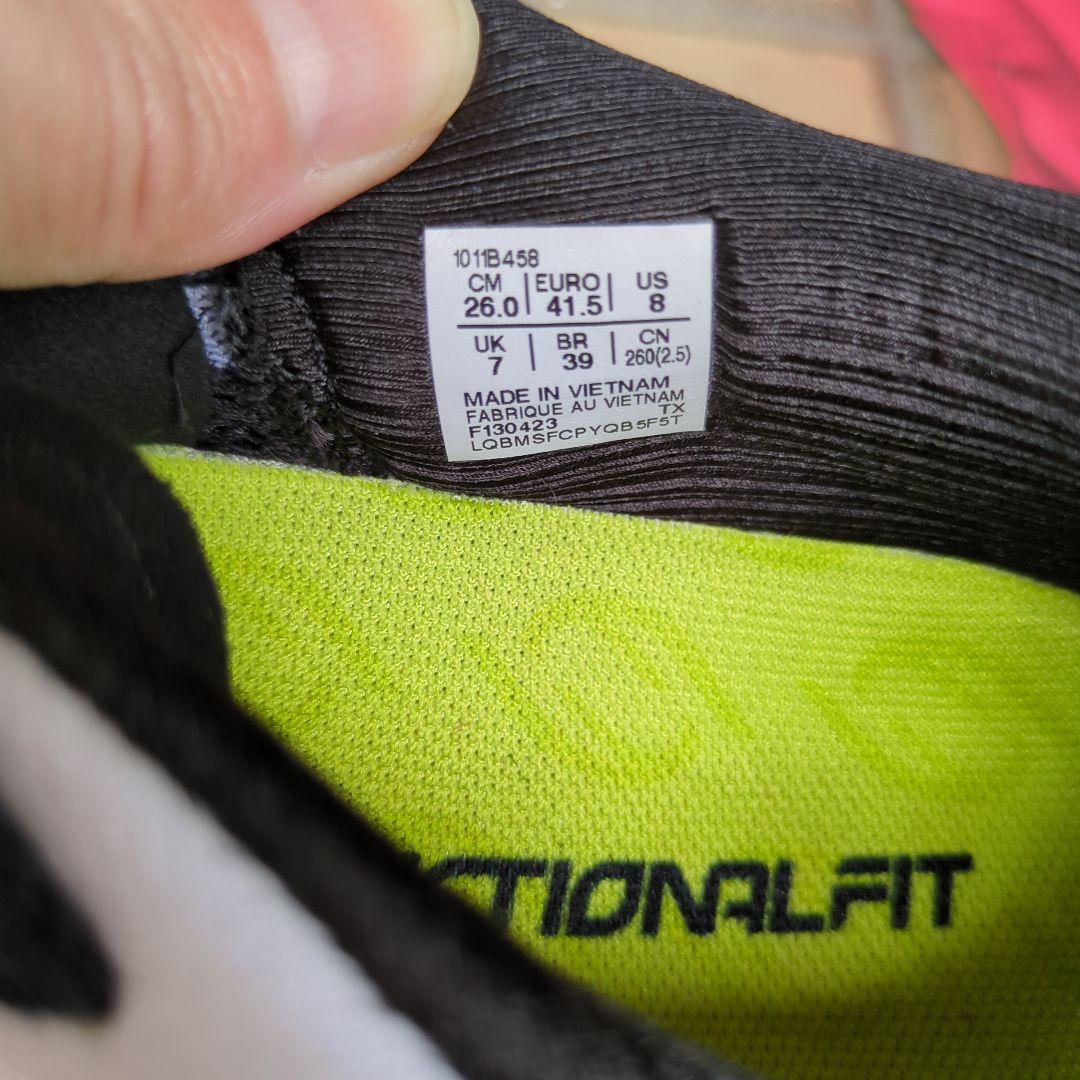 1011B458
CM | EURO | US
26.0 | 41.5 | 8
UK | BR | CN
7 | 39 | 260(2.5)
MADE IN VIETNAM
FABRIQUE AU VIETNAM
F130423 TX
LQBMSFCPYQB5F5T
CTIONALFIT